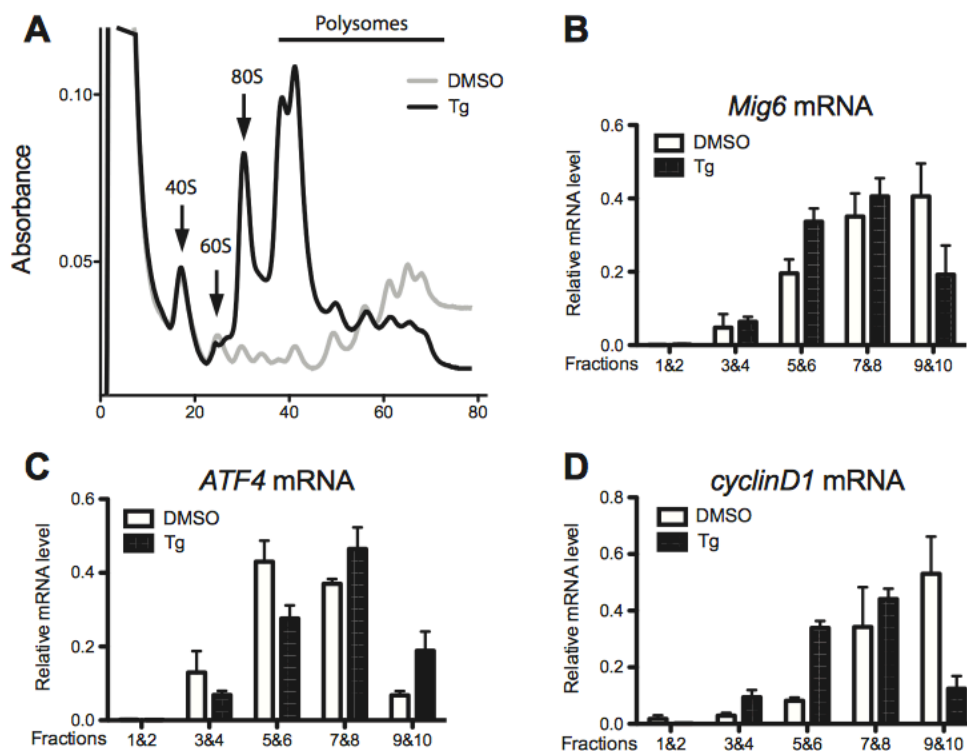 A
Polysomes
DMSO
Tg
80S
40S
60S
Absorbance
0.10
0.05
0 20 40 60 80
B
Mig6 mRNA
DMSO
Tg
Relative mRNA level
0.6
0.4
0.2
0.0
Fractions 1&2 3&4 5&6 7&8 9&10
C
ATF4 mRNA
DMSO
Tg
Relative mRNA level
0.6
0.4
0.2
0.0
Fractions 1&2 3&4 5&6 7&8 9&10
D
cyclinD1 mRNA
DMSO
Tg
Relative mRNA level
0.8
0.6
0.4
0.2
0.0
Fractions 1&2 3&4 5&6 7&8 9&10